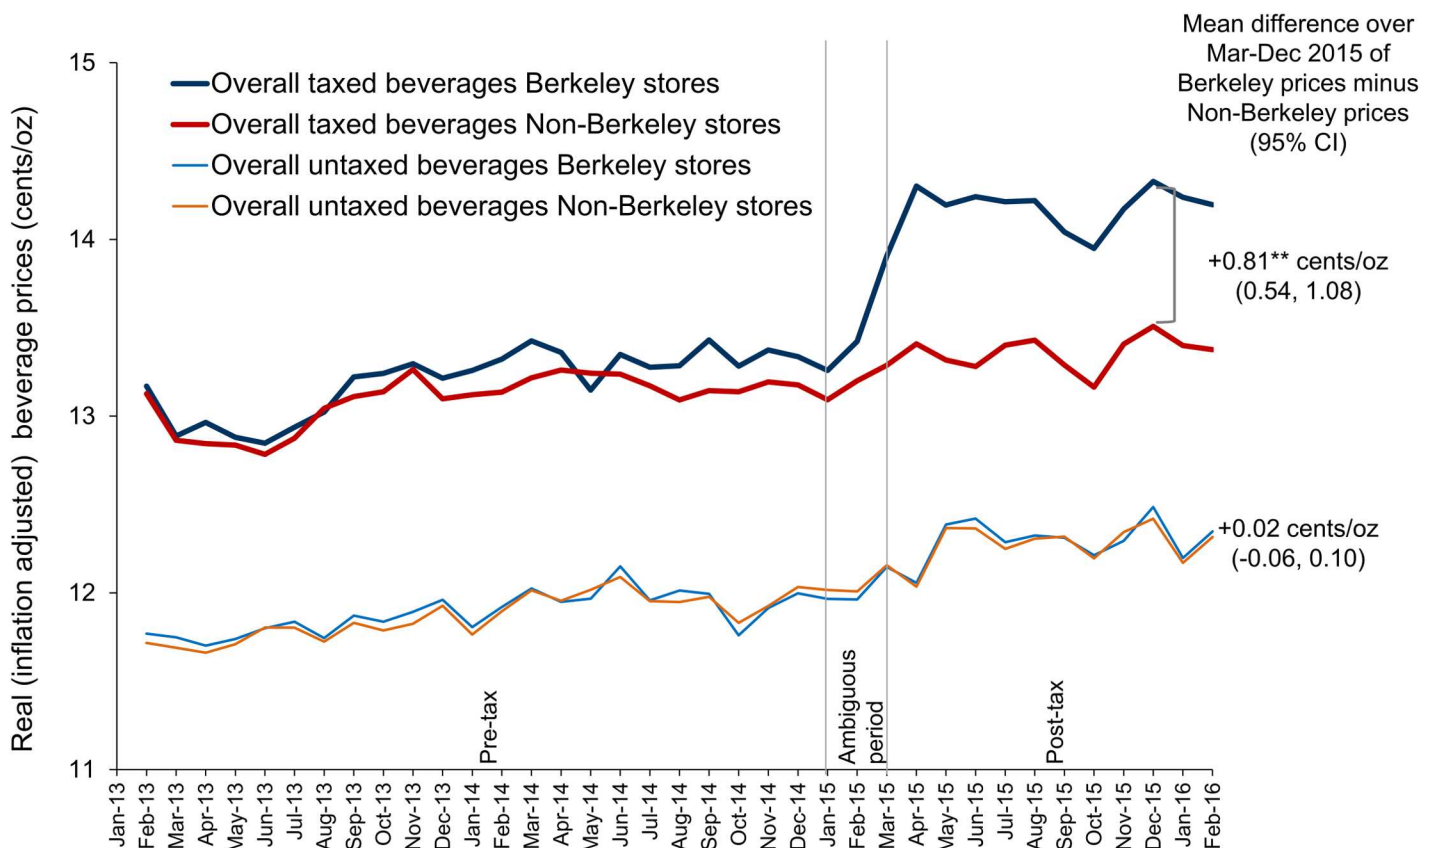 Mean difference over
Mar-Dec 2015 of
Berkeley prices minus
Non-Berkeley prices
(95% CI)
Overall taxed beverages Berkeley stores
Overall taxed beverages Non-Berkeley stores
Overall untaxed beverages Berkeley stores
Overall untaxed beverages Non-Berkeley stores
Real (inflation adjusted)  beverage prices (cents/oz)
15
14
13
12
11
+0.81** cents/oz
(0.54, 1.08)
+0.02 cents/oz
(-0.06, 0.10)
Pre-tax
Ambiguous
period
Post-tax
Jan-13
Feb-13
Mar-13
Apr-13
May-13
Jun-13
Jul-13
Aug-13
Sep-13
Oct-13
Nov-13
Dec-13
Jan-14
Feb-14
Mar-14
Apr-14
May-14
Jun-14
Jul-14
Aug-14
Sep-14
Oct-14
Nov-14
Dec-14
Jan-15
Feb-15
Mar-15
Apr-15
May-15
Jun-15
Jul-15
Aug-15
Sep-15
Oct-15
Nov-15
Dec-15
Jan-16
Feb-16